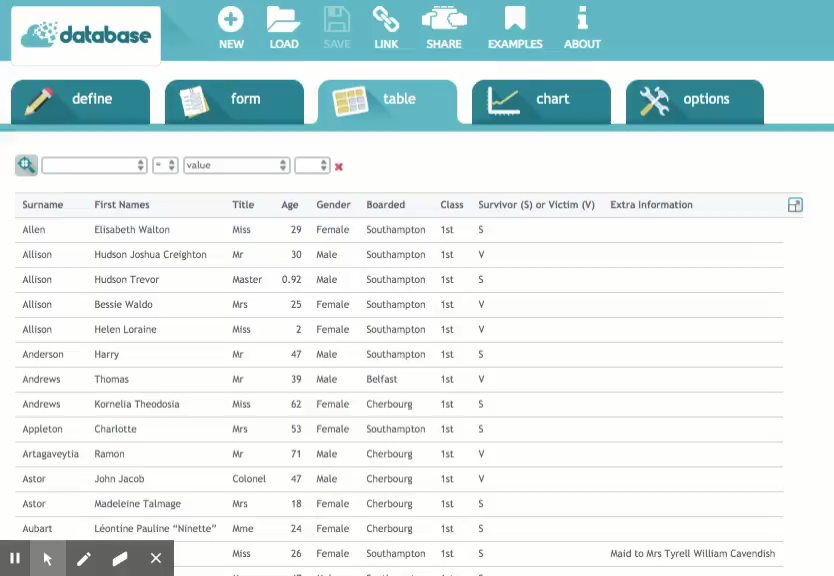 database
NEW LOAD SAVE LINK SHARE EXAMPLES ABOUT
define form table chart options
= value
Surname First Names Title Age Gender Boarded Class Survivor (S) or Victim (V) Extra Information
Allen Elisabeth Walton Miss 29 Female Southampton 1st S
Allison Hudson Joshua Creighton Mr 30 Male Southampton 1st V
Allison Hudson Trevor Master 0.92 Male Southampton 1st S
Allison Bessie Waldo Mrs 25 Female Southampton 1st V
Allison Helen Loraine Miss 2 Female Southampton 1st V
Anderson Harry Mr 47 Male Southampton 1st S
Andrews Thomas Mr 39 Male Belfast 1st V
Andrews Kornelia Theodosia Miss 62 Female Cherbourg 1st S
Appleton Charlotte Mrs 53 Female Southampton 1st S
Artagaveytia Ramon Mr 71 Male Cherbourg 1st V
Astor John Jacob Colonel 47 Male Cherbourg 1st V
Astor Madeleine Talmage Mrs 18 Female Cherbourg 1st S
Aubart Léontine Pauline “Ninette” Mme 24 Female Cherbourg 1st S
Miss 26 Female Southampton 1st S Maid to Mrs Tyrell William Cavendish